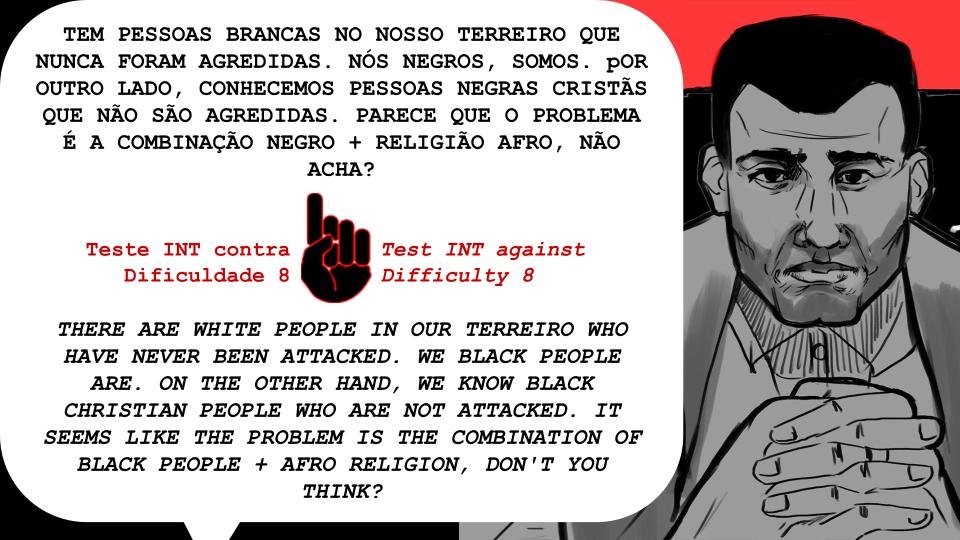 TEM PESSOAS BRANCAS NO NOSSO TERREIRO QUE
NUNCA FORAM AGREDIDAS. NÓS NEGROS, SOMOS. pOR
OUTRO LADO, CONHECEMOS PESSOAS NEGRAS CRISTÃS
QUE NÃO SÃO AGREDIDAS. PARECE QUE O PROBLEMA
É A COMBINAÇÃO NEGRO + RELIGIÃO AFRO, NÃO
ACHA?
Teste INT contra
Dificuldade 8
Test INT against
Difficulty 8
THERE ARE WHITE PEOPLE IN OUR TERREIRO WHO
HAVE NEVER BEEN ATTACKED. WE BLACK PEOPLE
ARE. ON THE OTHER HAND, WE KNOW BLACK
CHRISTIAN PEOPLE WHO ARE NOT ATTACKED. IT
SEEMS LIKE THE PROBLEM IS THE COMBINATION OF
BLACK PEOPLE + AFRO RELIGION, DON'T YOU
THINK?